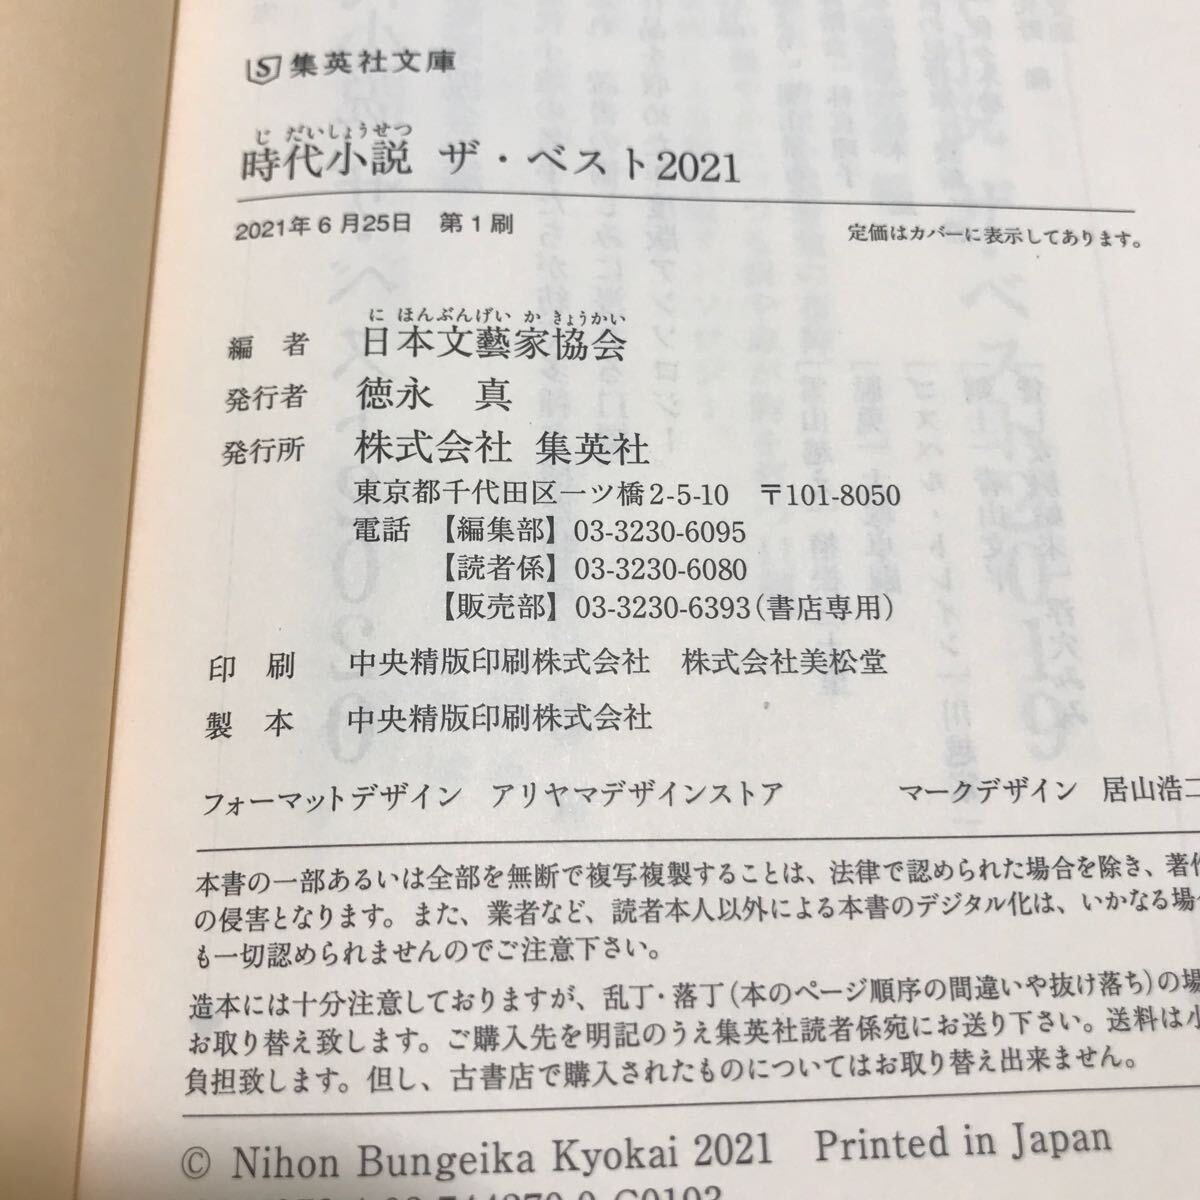 S 集英社文庫
じ だいしょうせつ
時代小説 ザ・ベスト2021
2021年6月25日 第1刷
定価はカバーに表示してあります。
に ほんぶんげい か きょうかい
編 者 日本文藝家協会
発行者 徳永 真
発行所 株式会社 集英社
東京都千代田区一ツ橋2-5-10 〒101-8050
電話 【編集部】03-3230-6095
【読者係】03-3230-6080
【販売部】03-3230-6393(書店専用)
印 刷 中央精版印刷株式会社 株式会社美松堂
製 本 中央精版印刷株式会社
フォーマットデザイン アリヤマデザインストア
マークデザイン 居山浩二
本書の一部あるいは全部を無断で複写複製することは、法律で認められた場合を除き、著作
の侵害となります。また、業者など、読者本人以外による本書のデジタル化は、いかなる場合
も一切認められませんのでご注意下さい。
造本には十分注意しておりますが、乱丁・落丁(本のページ順序の間違いや抜け落ち)の場
お取り替え致します。ご購入先を明記のうえ集英社読者係宛にお送り下さい。送料は小
負担致します。但し、古書店で購入されたものについてはお取り替え出来ません。
© Nihon Bungeika Kyokai 2021 Printed in Japan